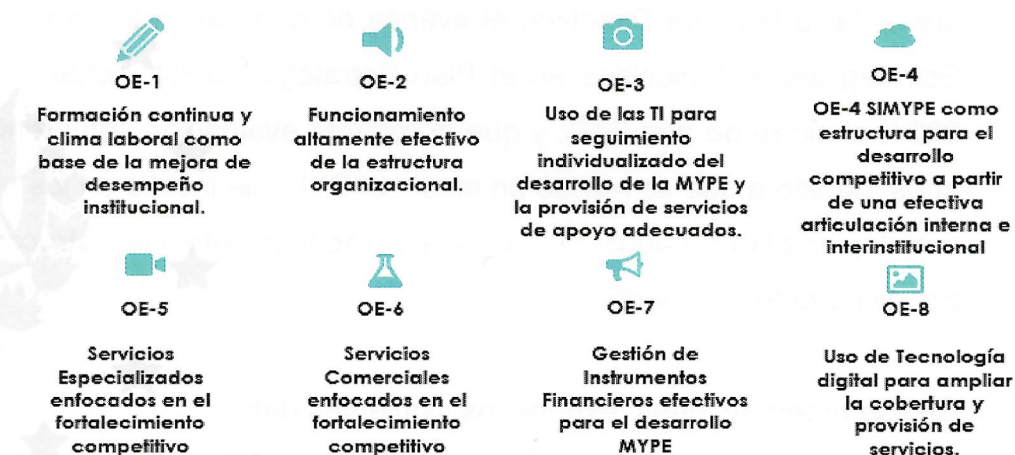 OE-1
Formación continua y
clima laboral como
base de la mejora de
desempeño
institucional.
OE-2
Funcionamiento
altamente efectivo
de la estructura
organizacional.
OE-3
Uso de las TI para
seguimiento
individualizado del
desarrollo de la MYPE y
la provisión de servicios
de apoyo adecuados.
OE-4
OE-4 SIMYPE como
estructura para el
desarrollo
competitivo a partir
de una efectiva
articulación interna e
interinstitucional
OE-5
Servicios
Especializados
enfocados en el
fortalecimiento
competitivo
OE-6
Servicios
Comerciales
enfocados en el
fortalecimiento
competitivo
OE-7
Gestión de
Instrumentos
Financieros efectivos
para el desarrollo
MYPE
OE-8
Uso de Tecnología
digital para ampliar
la cobertura y
provisión de
servicios.